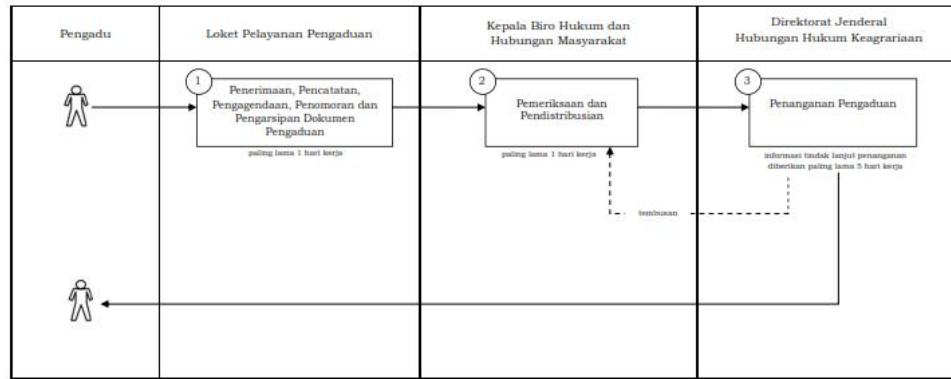 Pengadu
Loket Pelayanan Pengaduan
Kepala Biro Hukum dan
Hubungan Masyarakat
Direktorat Jenderal
Hubungan Hukum Keagrariaan
1
Penerimaan, Pencatatan,
Pengagendaan, Penomoran dan
Pengarsipan Dokumen
Pengaduan
paling lama 1 hari kerja
2
Pemeriksaan dan
Pendistribusian
paling lama 1 hari kerja
3
Penanganan Pengaduan
informasi tindak lanjut penanganan
diberikan paling lama 5 hari kerja
tembusan